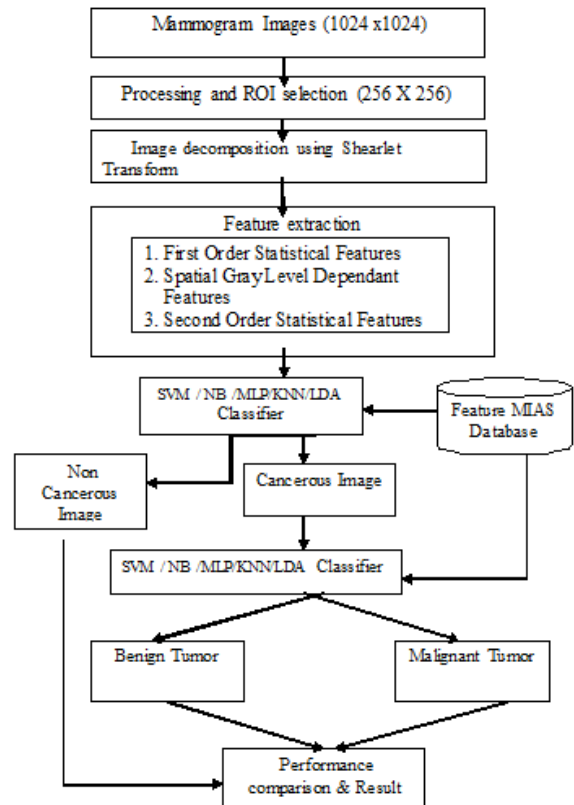 Mammogram Images (1024 x1024)
Processing and ROI selection (256 X 256)
Image decomposition using Shearlet
Transform
Feature extraction
1. First Order Statistical Features
2. Spatial Gray Level Dependant
Features
3. Second Order Statistical Features
SVM / NB /MLP/KNN/LDA
Classifier
Feature MIAS
Database
Non
Cancerous
Image
Cancerous Image
SVM / NB /MLP/KNN/LDA Classifier
Benign Tumor
Malignant Tumor
Performance
comparison & Result